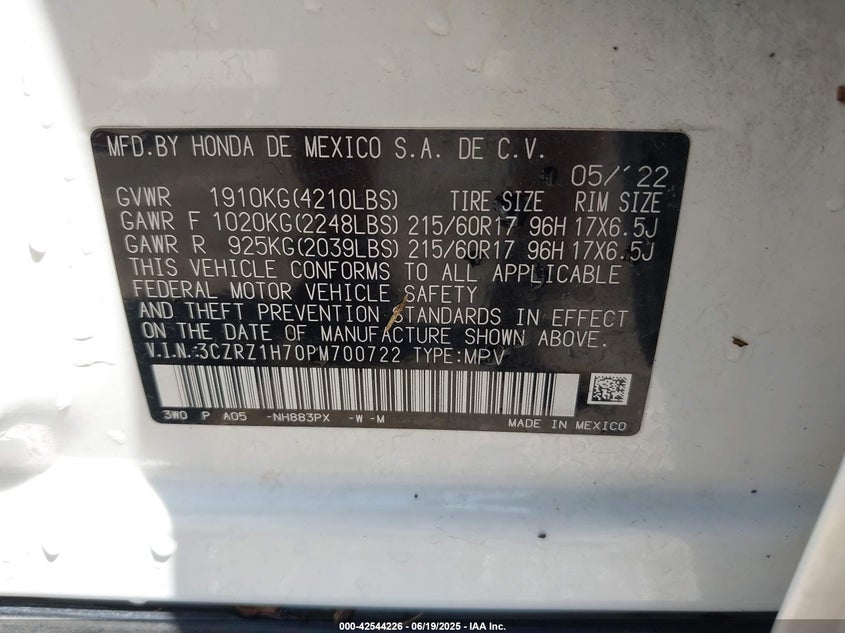 MFD.BY HONDA DE MEXICO S.A. DE C.V.
05/'22
GVWR 1910KG(4210LBS) TIRE SIZE RIM SIZE
GAWR F 1020KG(2248LBS) 215/60R17 96H 17X6.5J
GAWR R 925KG(2039LBS) 215/60R17 96H 17X6.5J
THIS VEHICLE CONFORMS TO ALL APPLICABLE
FEDERAL MOTOR VEHICLE SAFETY
AND THEFT PREVENTION STANDARDS IN EFFECT
ON THE DATE OF MANUFACTURE SHOWN ABOVE.
V.I.N.:3CZRZ1H70PM700722 TYPE:MPV
3W0 P A05 -NH883PX -W -M
MADE IN MEXICO
000-42544226 - 06/19/2025 - IAA Inc.